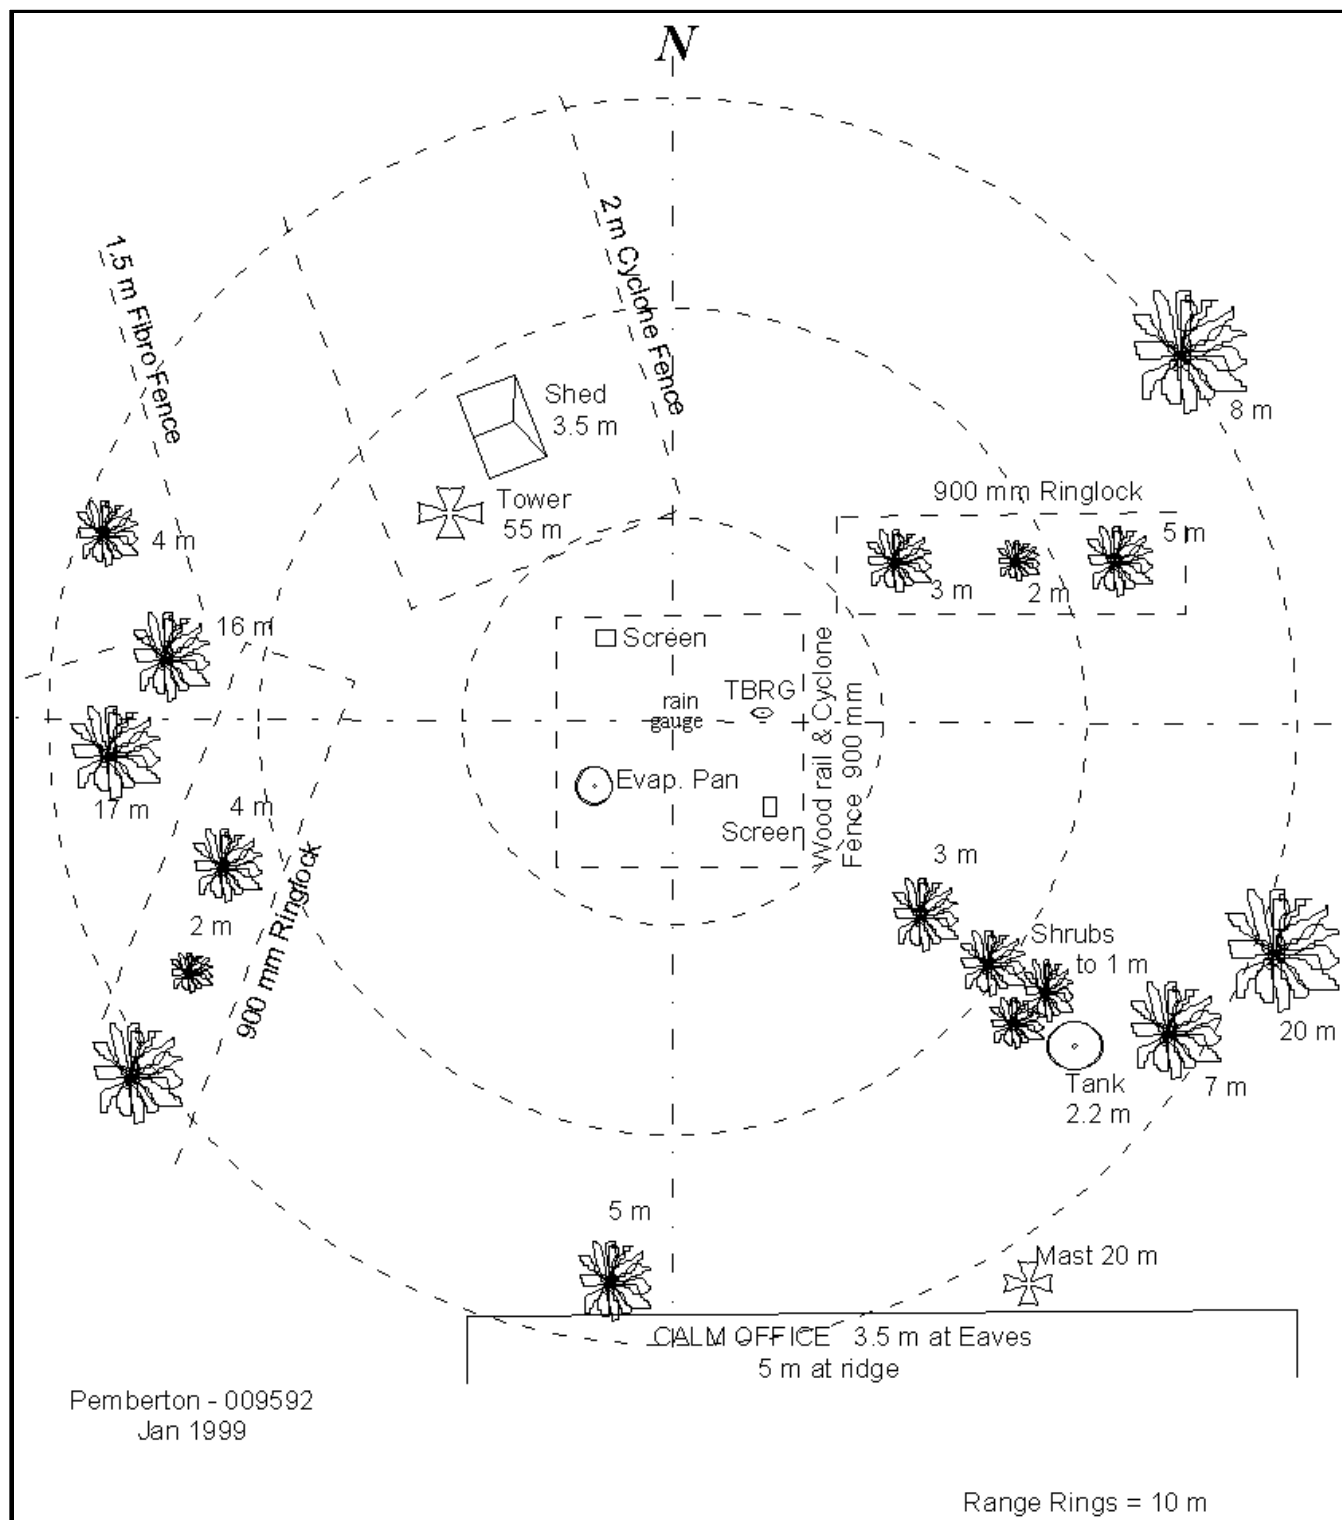 N
1.5 m Fibro Fence
2 m Cyclone Fence
Shed
3.5 m
8 m
Tower
55 m
900 mm Ringlock
4 m
5 m
3 m
2 m
16 m
Screen
TBRG
rain
gauge
Wood rail & Cyclone
Fence 900 mm
Evap. Pan
Screen
17 m
4 m
2 m
900 mm Ringlock
3 m
Shrubs
to 1 m
20 m
Tank
2.2 m
7 m
5 m
Mast 20 m
CALM OFFICE 3.5 m at Eaves
5 m at ridge
Pemberton - 009592
Jan 1999
Range Rings = 10 m